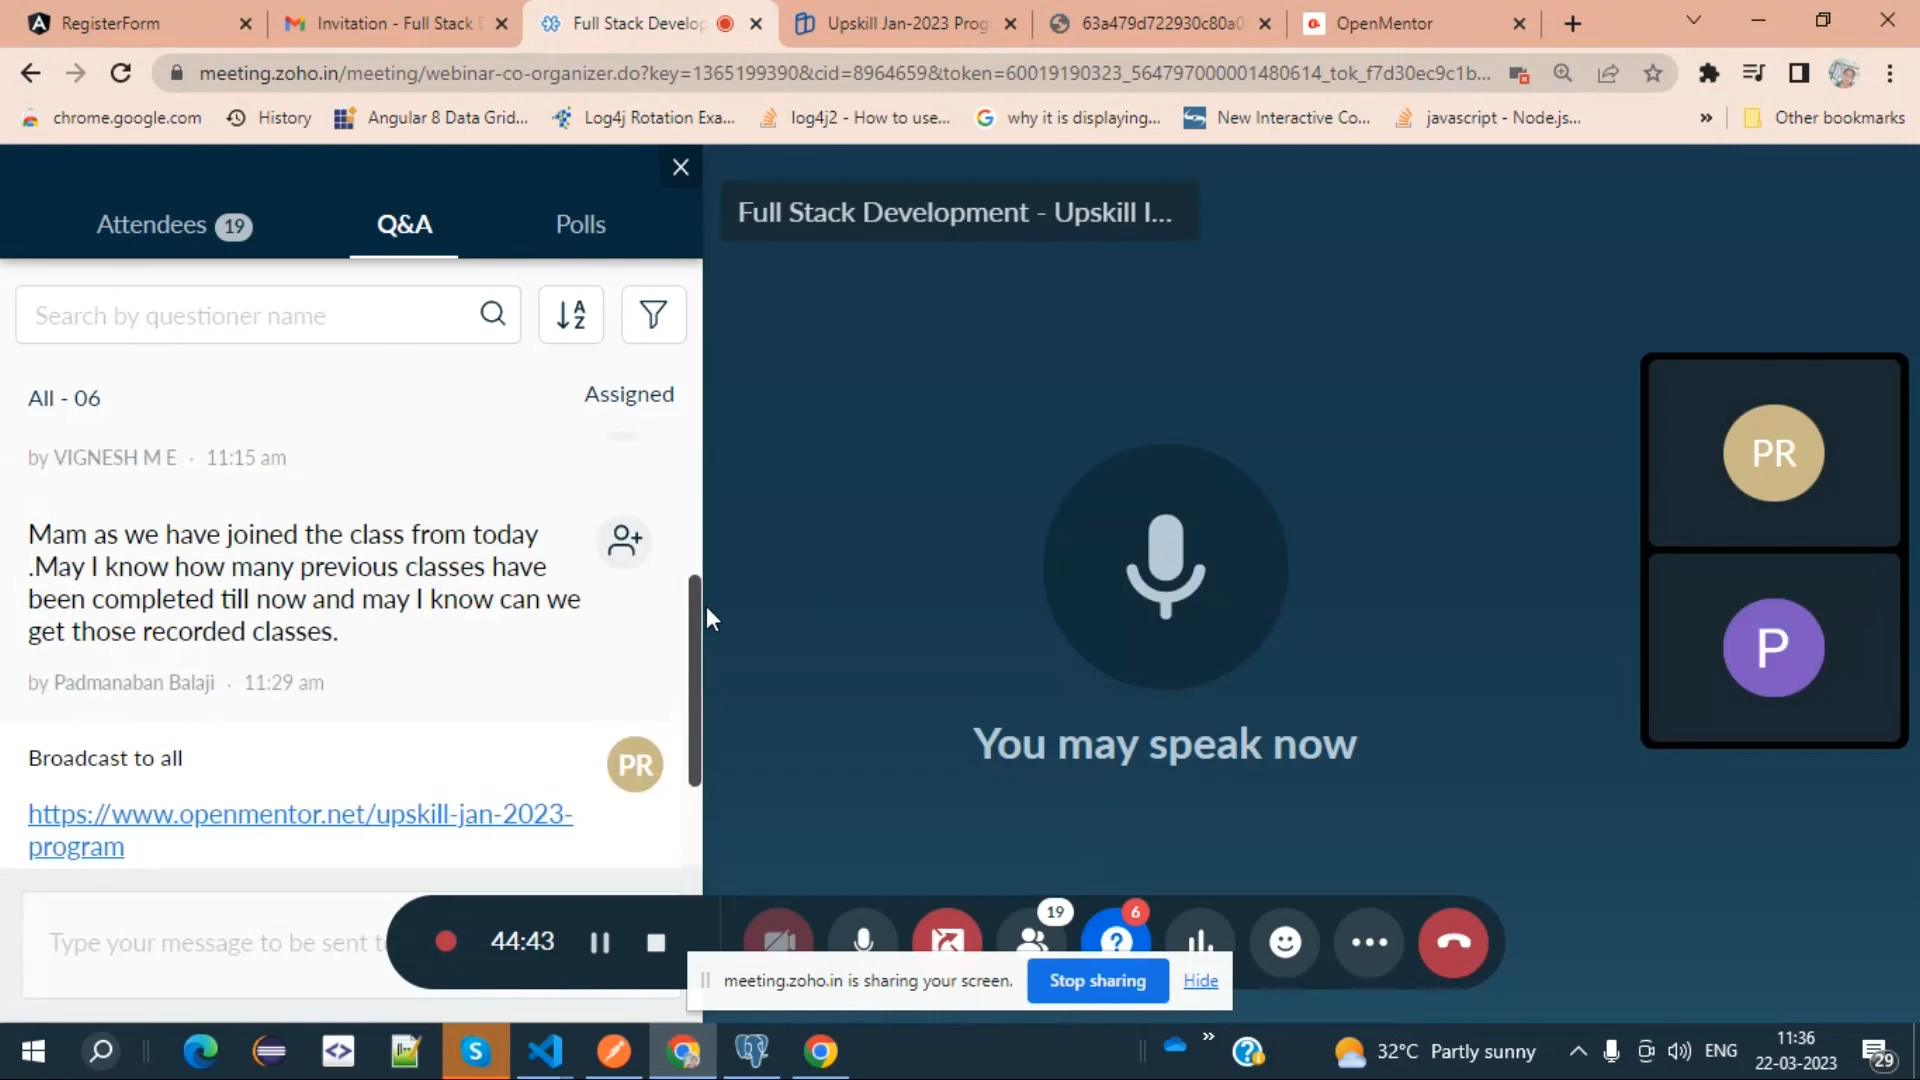 RegisterForm
Invitation - Full Stack D
Full Stack Develop
Upskill Jan-2023 Prog
63a479d722930c80a0
OpenMentor
meeting.zoho.in/meeting/webinar-co-organizer.do?key=1365199390&cid=8964659&token=60019190323_564797000001480614_tok_f7d30ec9c1b...
chrome.google.com
History
Angular 8 Data Grid...
Log4j Rotation Exa...
log4j2 - How to use...
why it is displaying...
New Interactive Co...
javascript - Node.js...
»
Other bookmarks
Attendees 19
Q&A
Polls
Full Stack Development - Upskill I...
Search by questioner name
A
Z
All - 06
Assigned
by VIGNESH M E · 11:15 am
Mam as we have joined the class from today
.May I know how many previous classes have
been completed till now and may I know can we
get those recorded classes.
by Padmanaban Balaji · 11:29 am
Broadcast to all
PR
https://www.openmentor.net/upskill-jan-2023-
program
You may speak now
PR
P
Type your message to be sent t
44:43
19
6
meeting.zoho.in is sharing your screen.
Stop sharing
Hide
32°C Partly sunny
ENG
11:36
22-03-2023
29